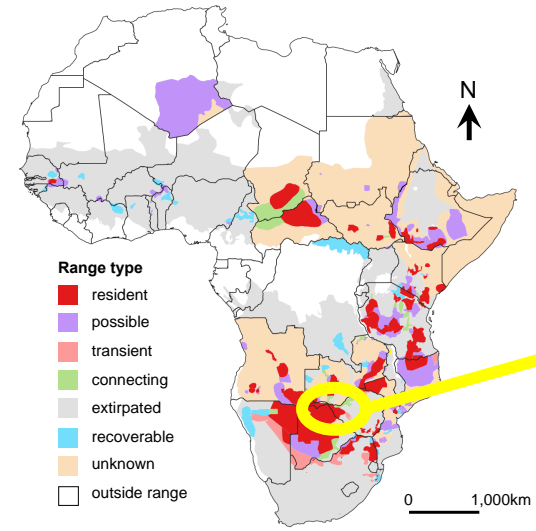 N
Range type
resident
possible
transient
connecting
extirpated
recoverable
unknown
outside range
0 1,000km